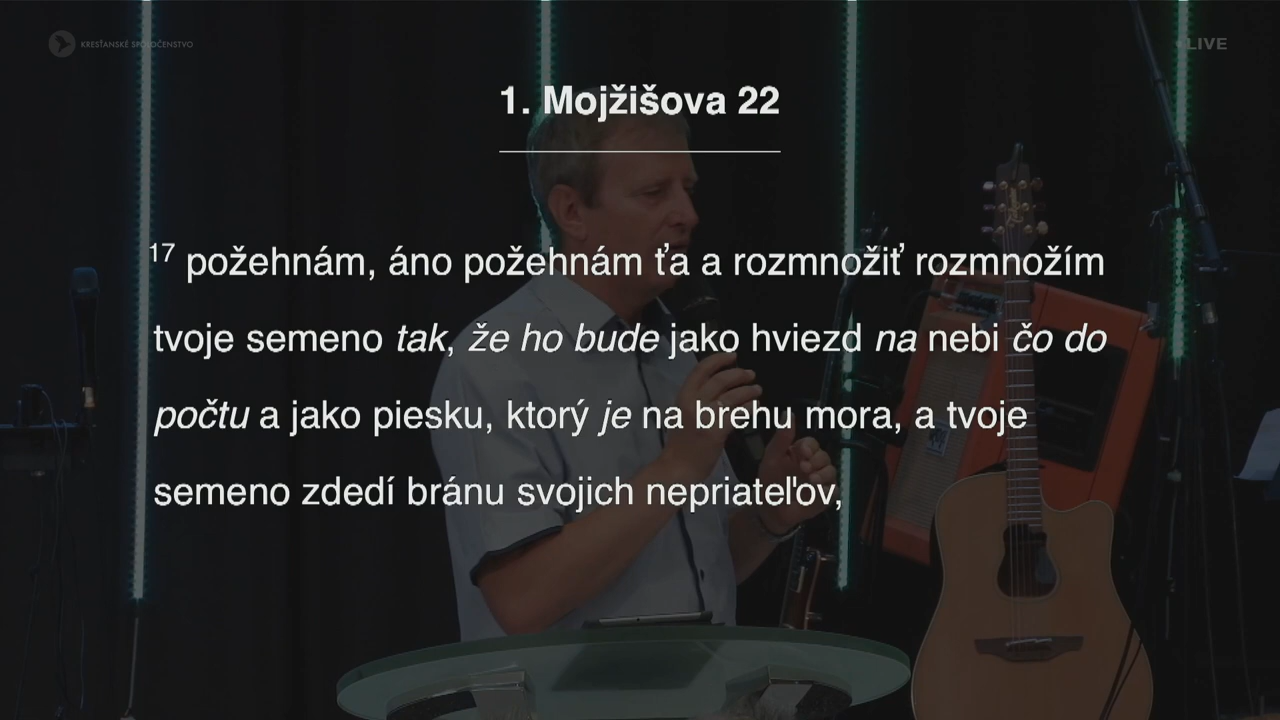 KRESŤANSKÉ SPOLOČENSTVO
LIVE
1. Mojžišova 22
17 požehnám, áno požehnám ťa a rozmnožiť rozmnožím
tvoje semeno tak, že ho bude jako hviezd na nebi čo do
počtu a jako piesku, ktorý je na brehu mora, a tvoje
semeno zdedí bránu svojich nepriateľov,